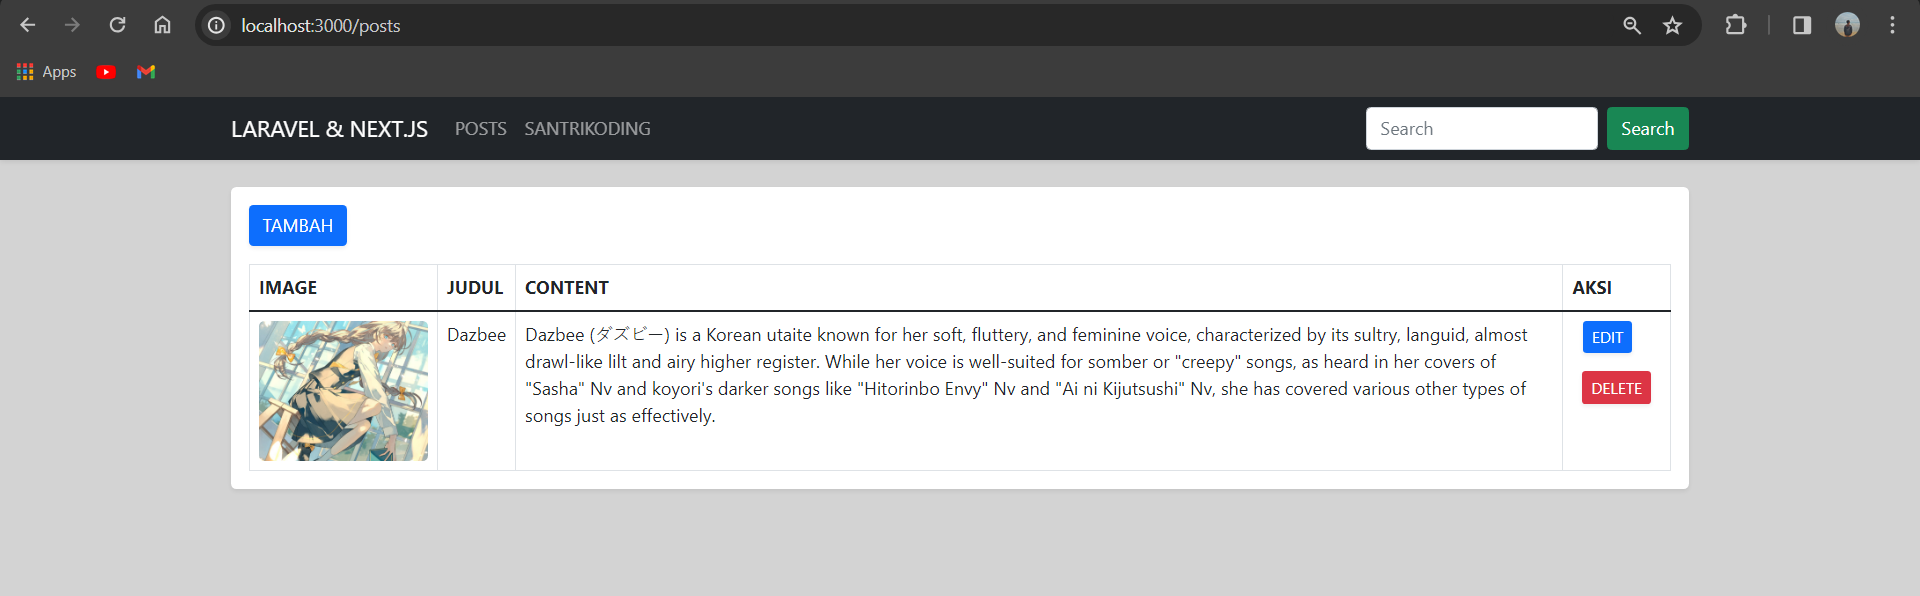 localhost:3000/posts
Apps
LARAVEL & NEXT.JS POSTS SANTRIKODING Search Search
TAMBAH
IMAGE JUDUL CONTENT AKSI
Dazbee Dazbee (ダズビー) is a Korean utaite known for her soft, fluttery, and feminine voice, characterized by its sultry, languid, almost EDIT
drawl-like lilt and airy higher register. While her voice is well-suited for somber or "creepy" songs, as heard in her covers of
"Sasha" Nv and koyori's darker songs like "Hitorinbo Envy" Nv and "Ai ni Kijutsushi" Nv, she has covered various other types of DELETE
songs just as effectively.